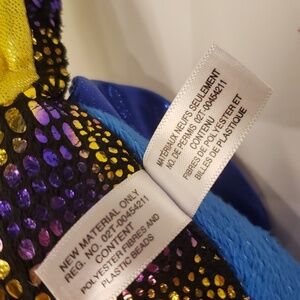 MATÉRIAUX NEUFS SEULEMENT
NO. DE PERMIS 02T-00454211
CONTENU
FIBRES DE POLYESTER ET
BILLES DE PLASTIQUE
NEW MATERIAL ONLY
REG. NO. 02T-00454211
CONTENT
POLYESTER FIBRES AND
PLASTIC BEADS